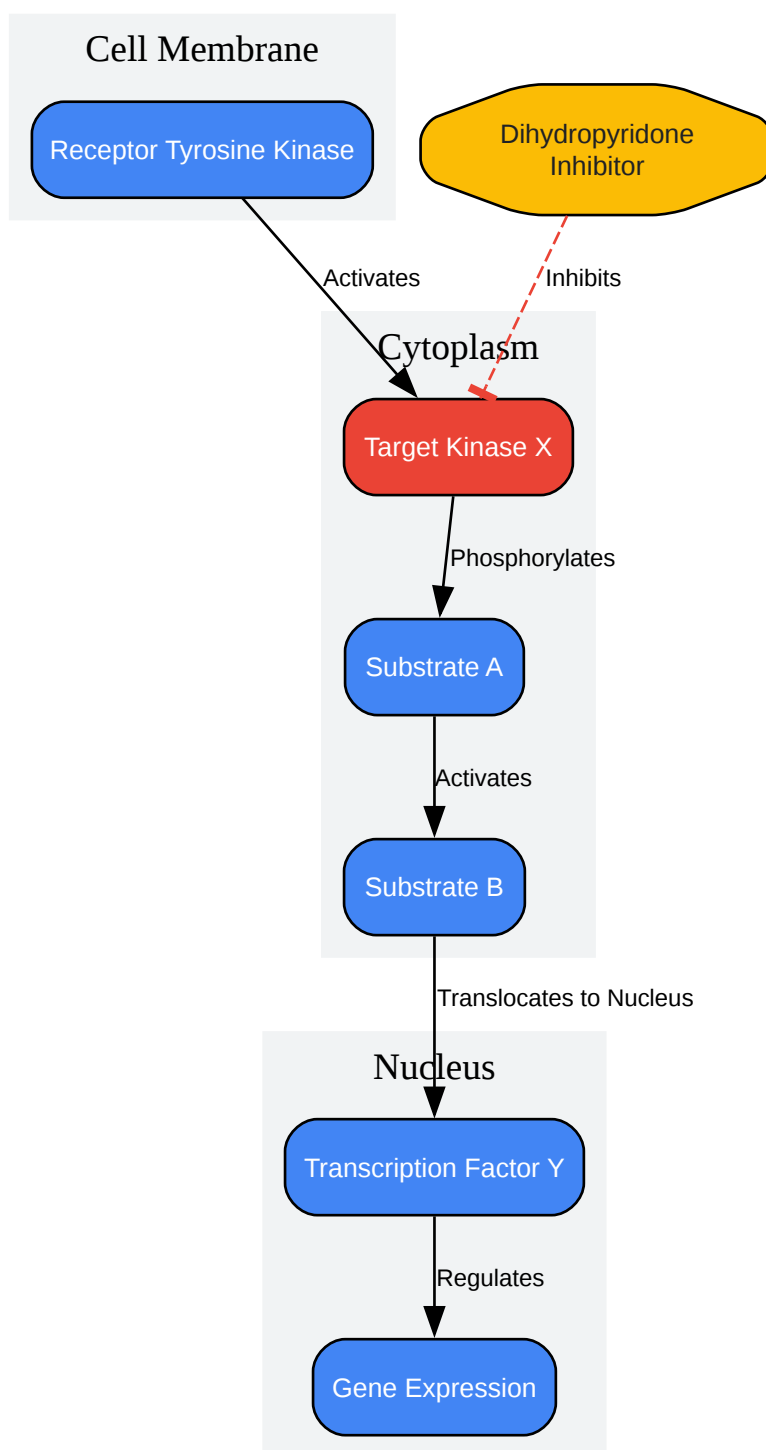 Cell Membrane
Receptor Tyrosine Kinase
Dihydropyridone
Inhibitor
Activates
Inhibits
Cytoplasm
Target Kinase X
Phosphorylates
Substrate A
Activates
Substrate B
Translocates to Nucleus
Nucleus
Transcription Factor Y
Regulates
Gene Expression